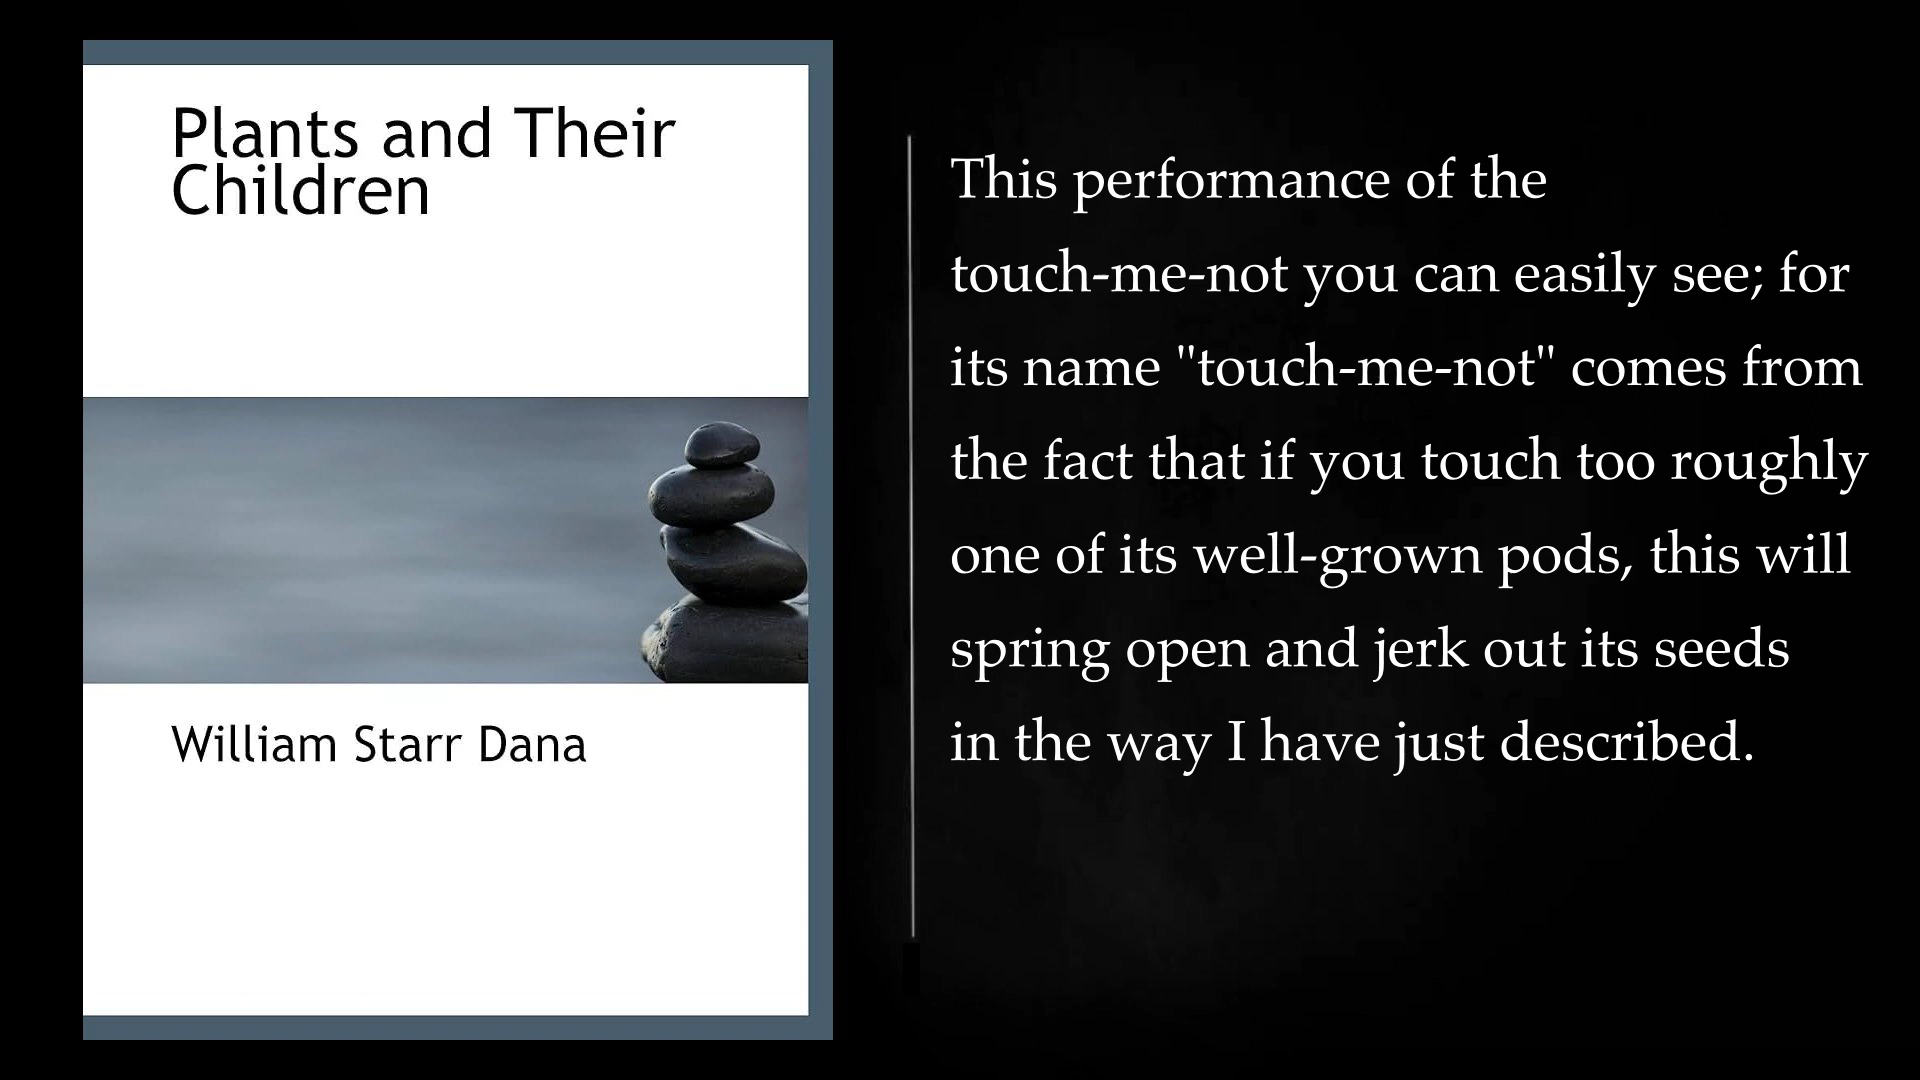 Plants and Their
Children
William Starr Dana
This performance of the
touch-me-not you can easily see; for
its name "touch-me-not" comes from
the fact that if you touch too roughly
one of its well-grown pods, this will
spring open and jerk out its seeds
in the way I have just described.